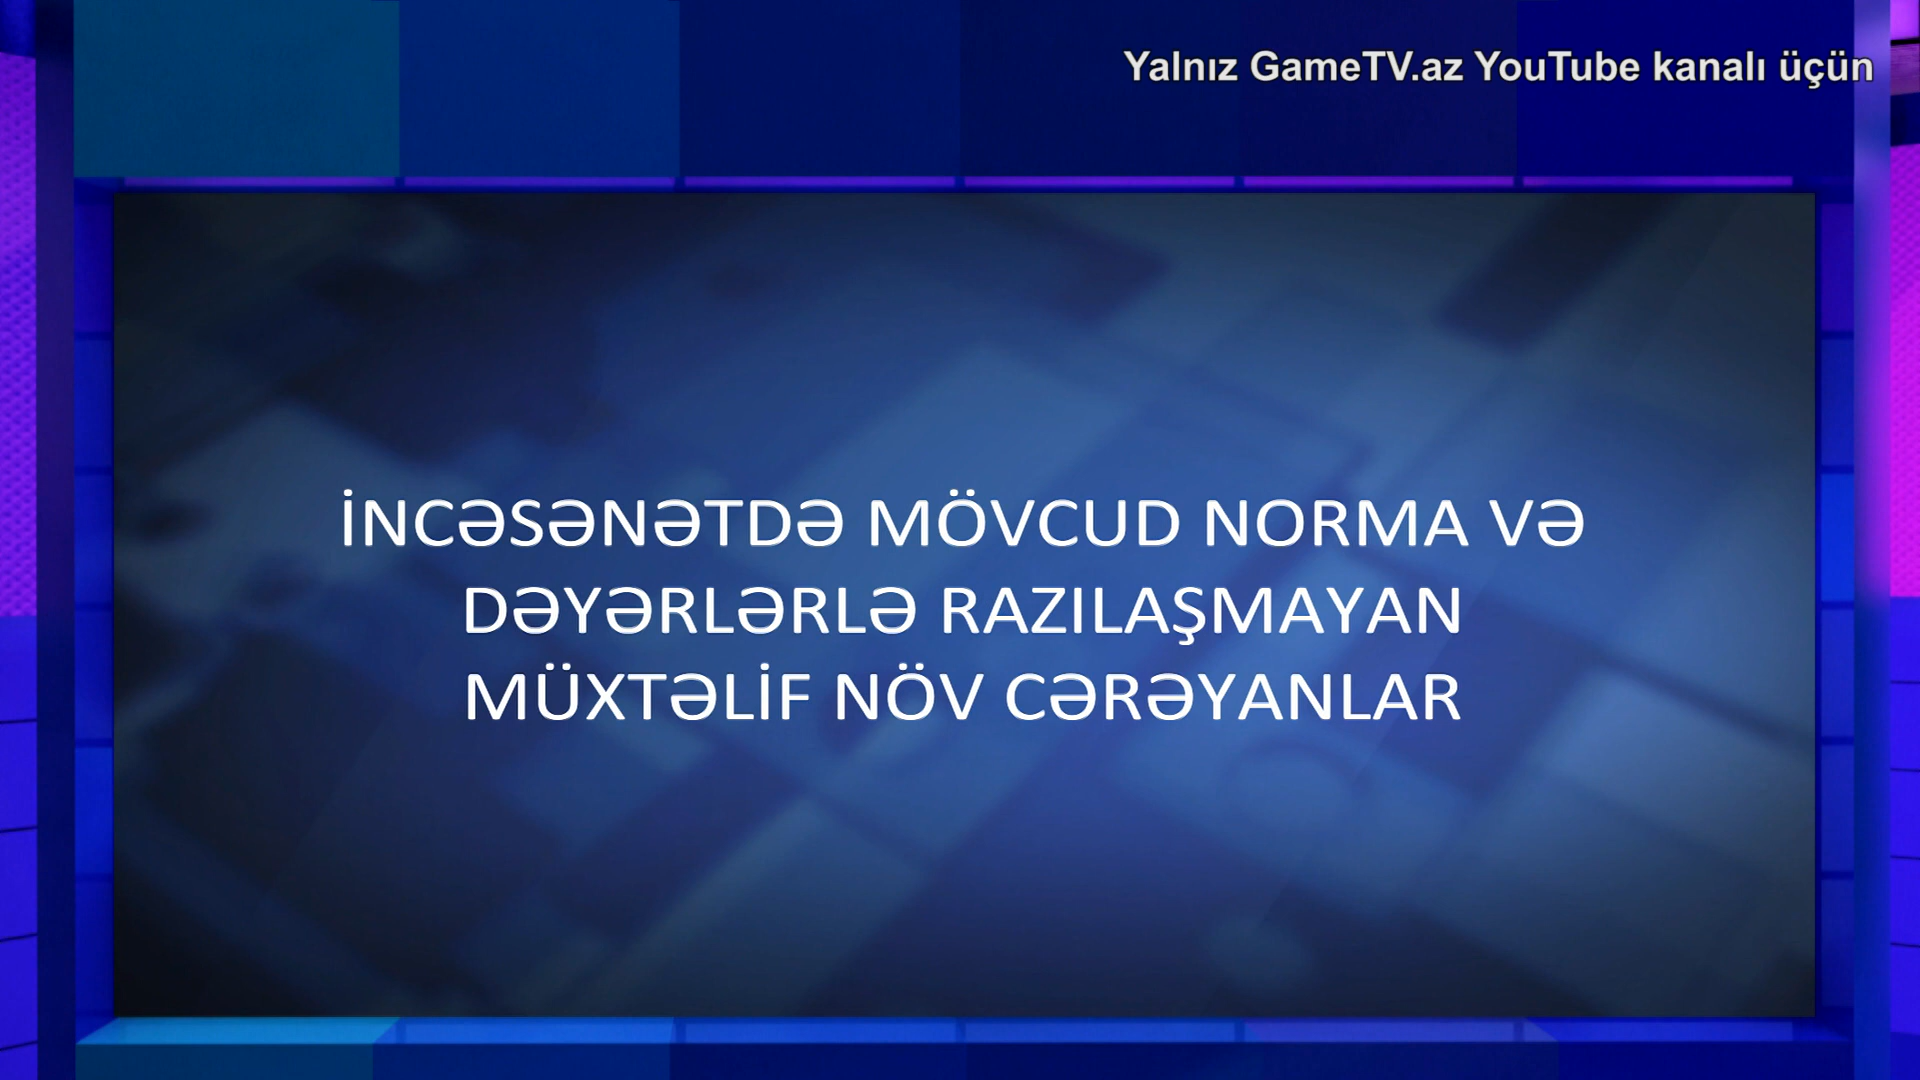 Yalnız GameTV.az YouTube kanalı üçün
İNCƏSƏNƏTDƏ MÖVCUD NORMA VƏ
DƏYƏRLƏRLƏ RAZILAŞMAYAN
MÜXTƏLİF NÖV CƏRƏYANLAR